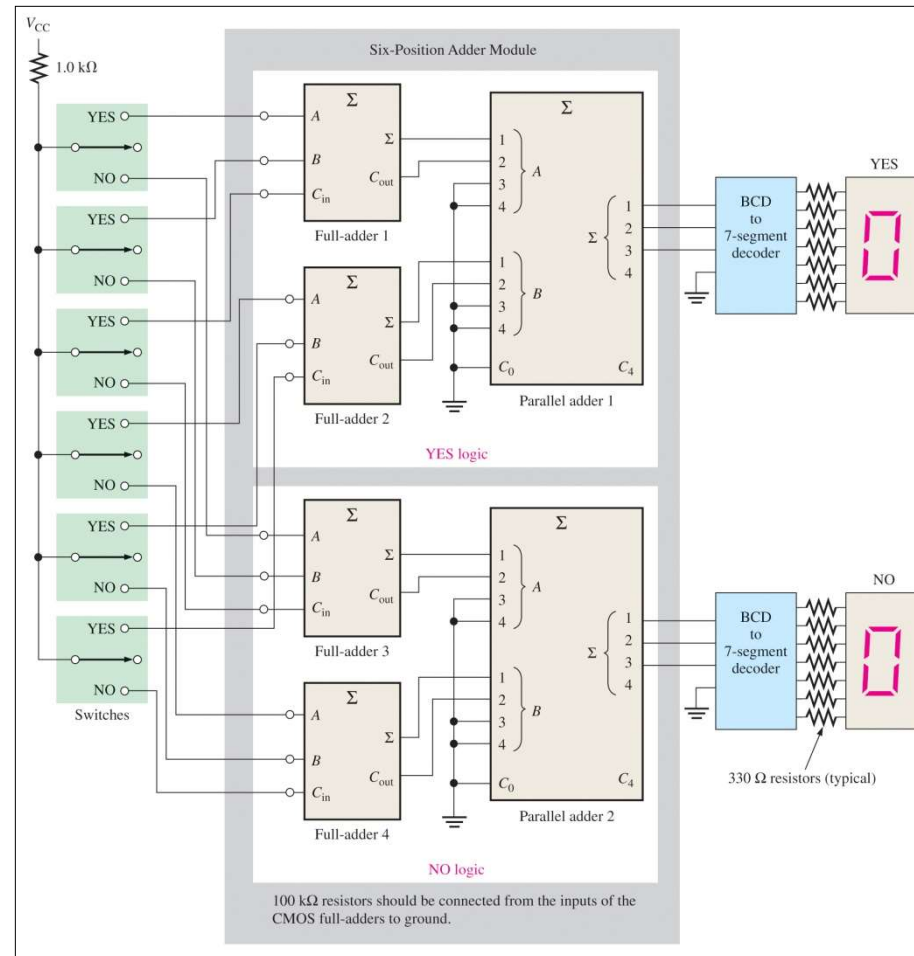 V_CC
1.0 kΩ
Six-Position Adder Module
YES
NO
YES
NO
YES
NO
YES
NO
YES
NO
YES
NO
Switches
Σ
A
B
C_in
Σ
C_out
Full-adder 1
Σ
A
B
C_in
Σ
C_out
Full-adder 2
Σ
1
2
3
4
A
1
2
3
4
B
C_0
Σ
1
2
3
4
C_4
Parallel adder 1
YES logic
BCD
to
7-segment
decoder
YES
0
Σ
A
B
C_in
Σ
C_out
Full-adder 3
Σ
A
B
C_in
Σ
C_out
Full-adder 4
Σ
1
2
3
4
A
1
2
3
4
B
C_0
Σ
1
2
3
4
C_4
Parallel adder 2
NO logic
BCD
to
7-segment
decoder
NO
0
330 Ω resistors (typical)
100 kΩ resistors should be connected from the inputs of the
CMOS full-adders to ground.